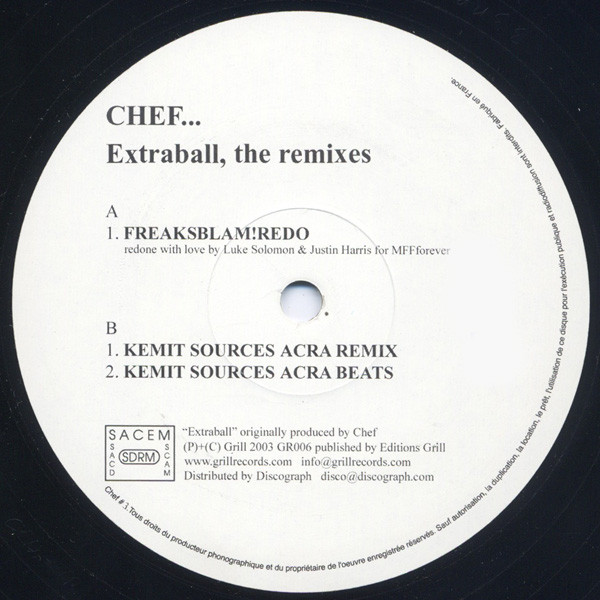 CHEF...
Extraball, the remixes
A
1. FREAKSBLAM!REDO
redone with love by Luke Solomon & Justin Harris for MFFforever
B
1. KEMIT SOURCES ACRA REMIX
2. KEMIT SOURCES ACRA BEATS
SACEM
SACD
SDRM
SCAM
“Extraball” originally produced by Chef
(P)+(C) Grill 2003 GR006 published by Editions Grill
www.grillrecords.com info@grillrecords.com
Distributed by Discograph disco@discograph.com
Chef # 3.Tous droits du producteur phonographique et du propriétaire de l'oeuvre enregistrée réservés. Sauf autorisation, la duplication, la location, le prêt, l'utilisation de ce disque pour l'exécution publique et radiodifusion sont interdits. Fabriqué en France.